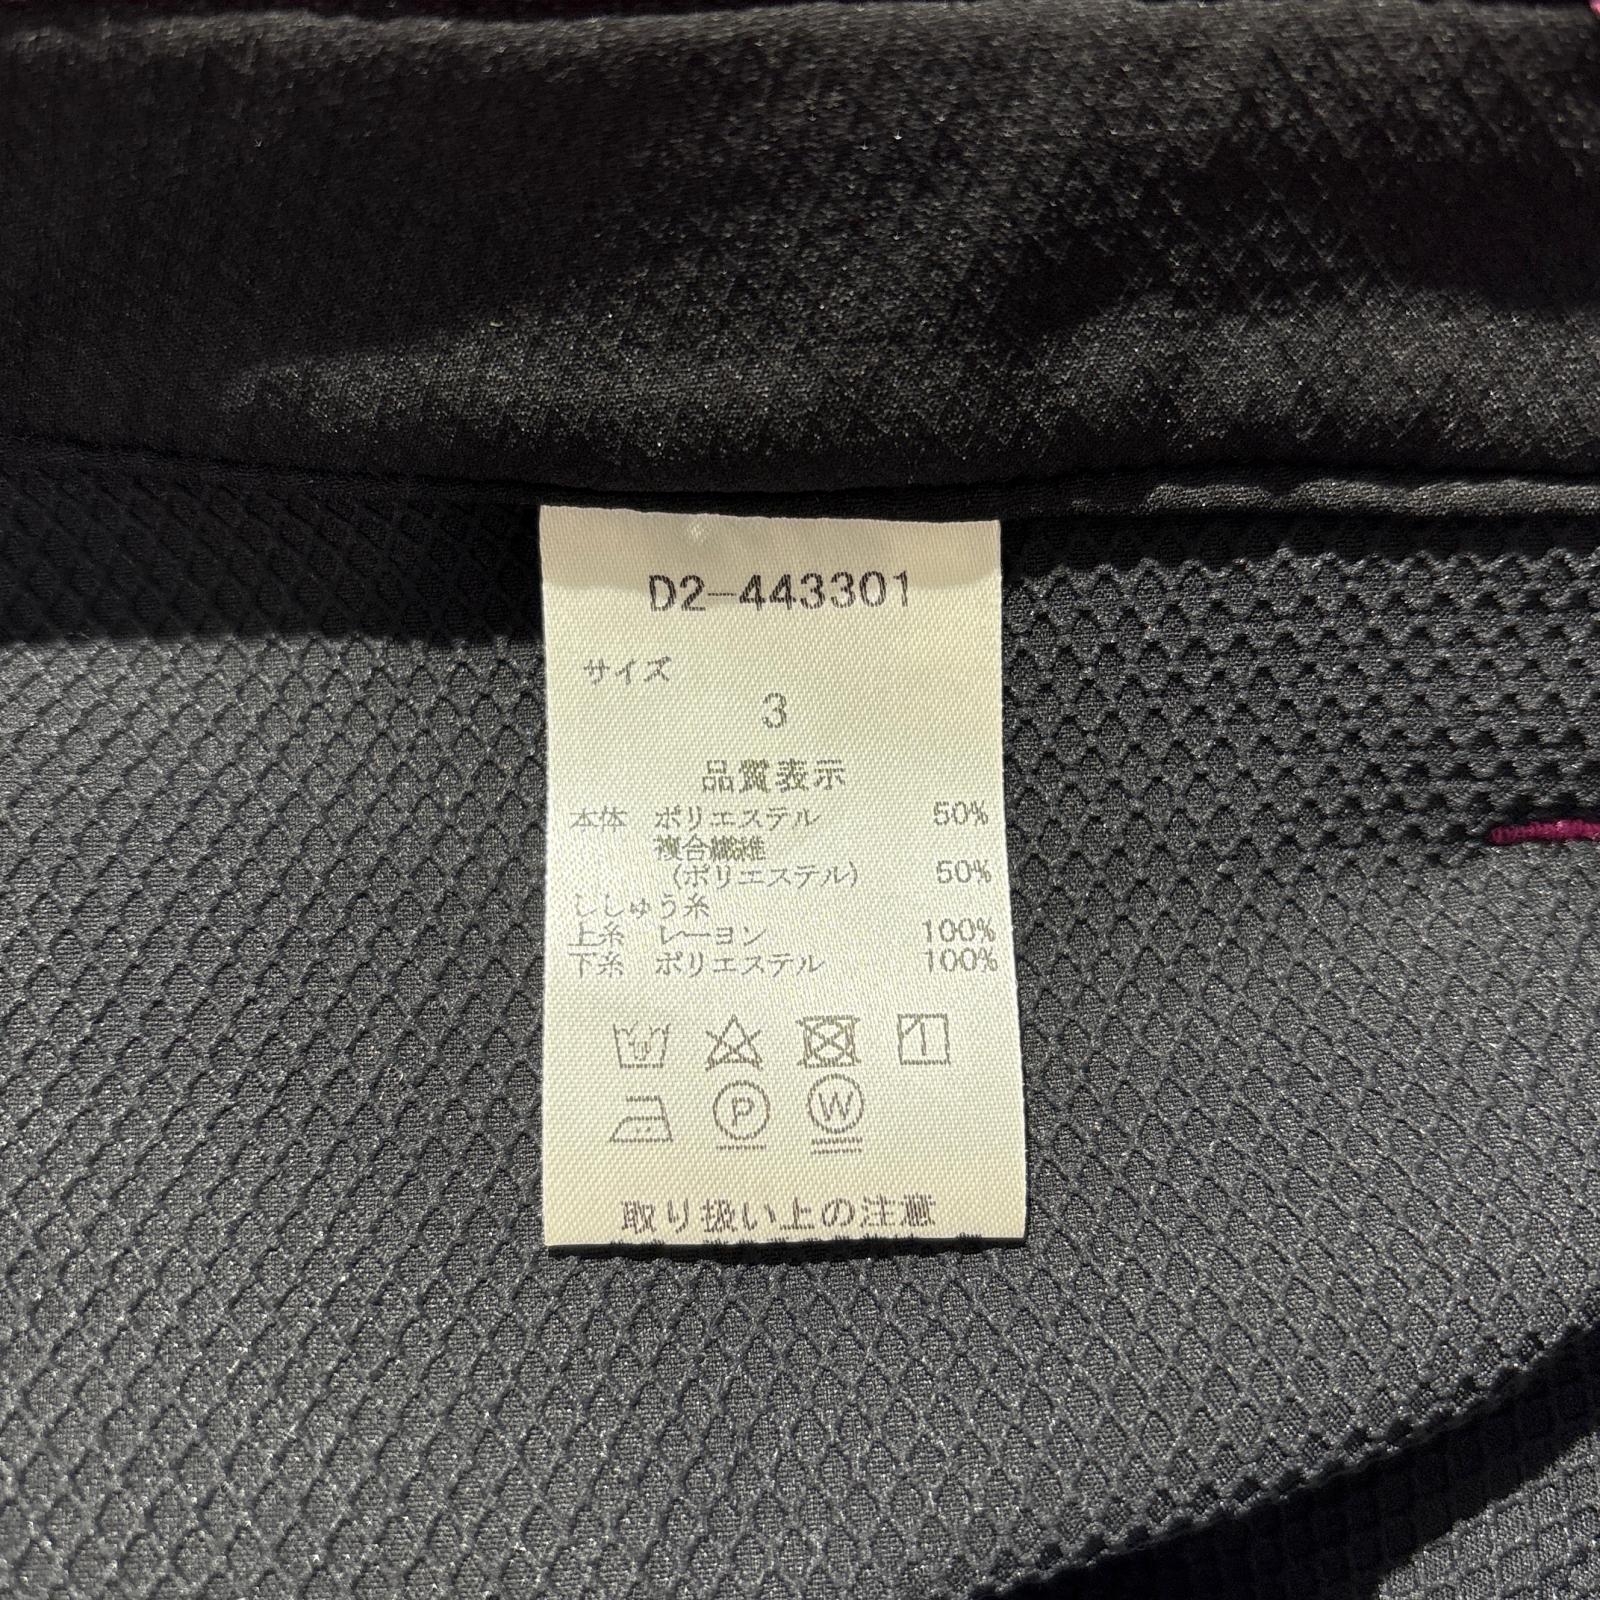 D2-443301
サイズ
3
品質表示
本体 ポリエステル 50%
複合繊維
(ポリエステル) 50%
ししゅう糸
上糸 レーヨン 100%
下糸 ポリエステル 100%
P W
取り扱い上の注意